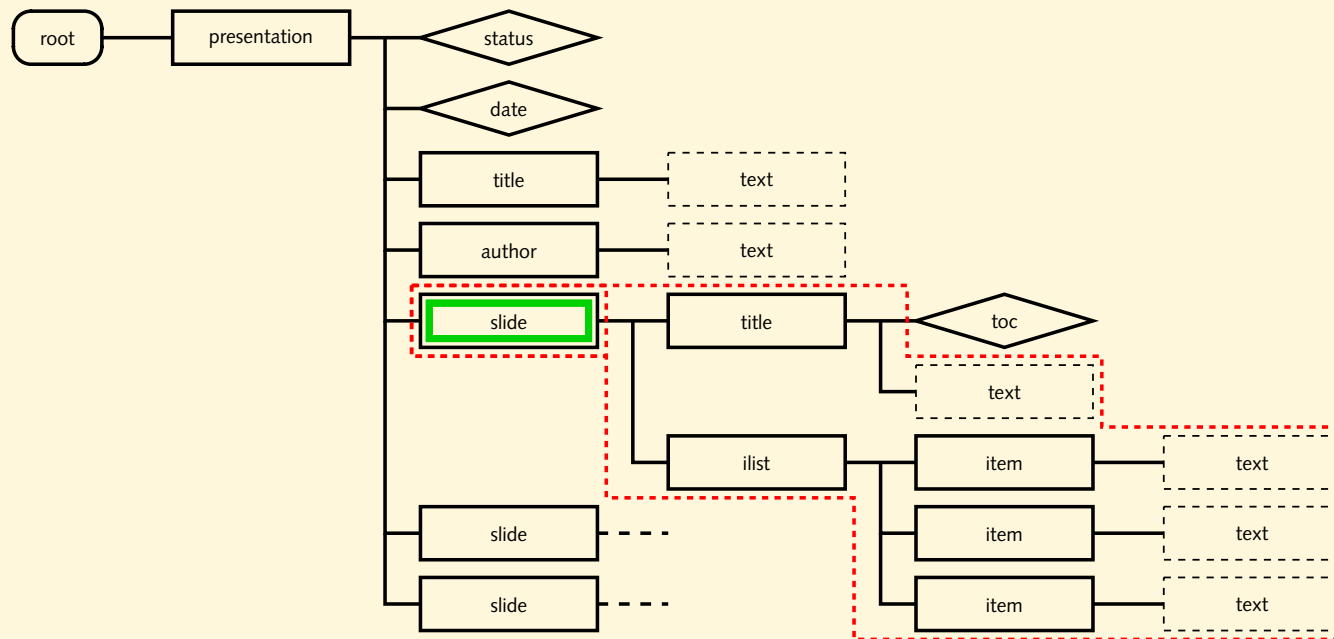 root presentation status
date
title text
author text
slide title toc
text
ilist item text
slide item text
slide item text